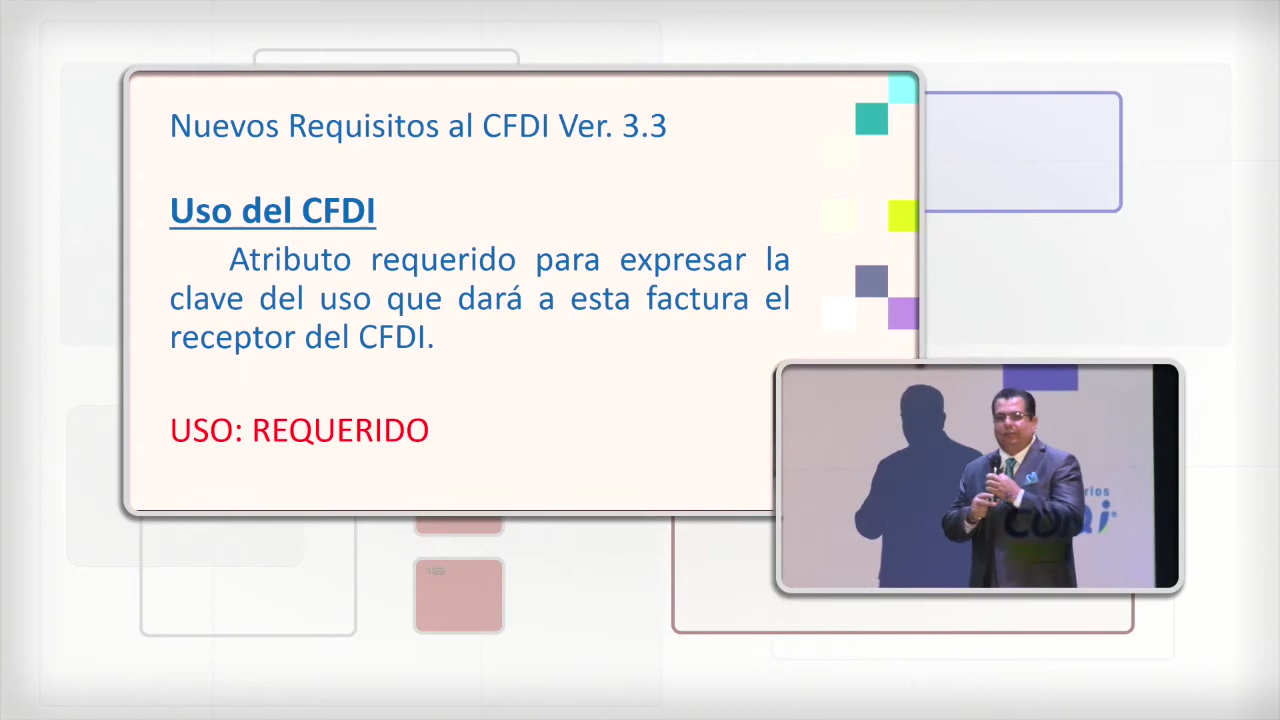 Nuevos Requisitos al CFDI Ver. 3.3
Uso del CFDI
Atributo requerido para expresar la
clave del uso que dará a esta factura el
receptor del CFDI.
USO: REQUERIDO